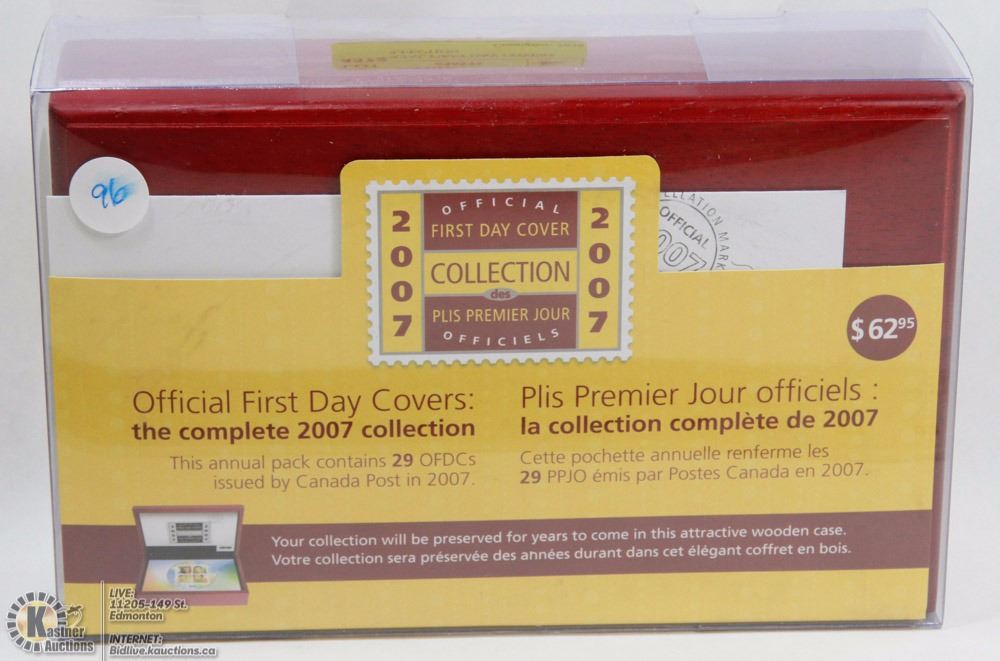 96
OFFICIAL
FIRST DAY COVER
COLLECTION
des
PLIS PREMIER JOUR
OFFICIELS
2007
2007
OFFICIAL
2007
MARK
$62.95
Official First Day Covers:
the complete 2007 collection
This annual pack contains 29 OFDCs
issued by Canada Post in 2007.
Plis Premier Jour officiels :
la collection complète de 2007
Cette pochette annuelle renferme les
29 PPJO émis par Postes Canada en 2007.
Your collection will be preserved for years to come in this attractive wooden case.
Votre collection sera préservée des années durant dans cet élégant coffret en bois.
Kastner
Auctions
LIVE:
11205-149 St.
Edmonton
INTERNET:
Bidlive.kauctions.ca